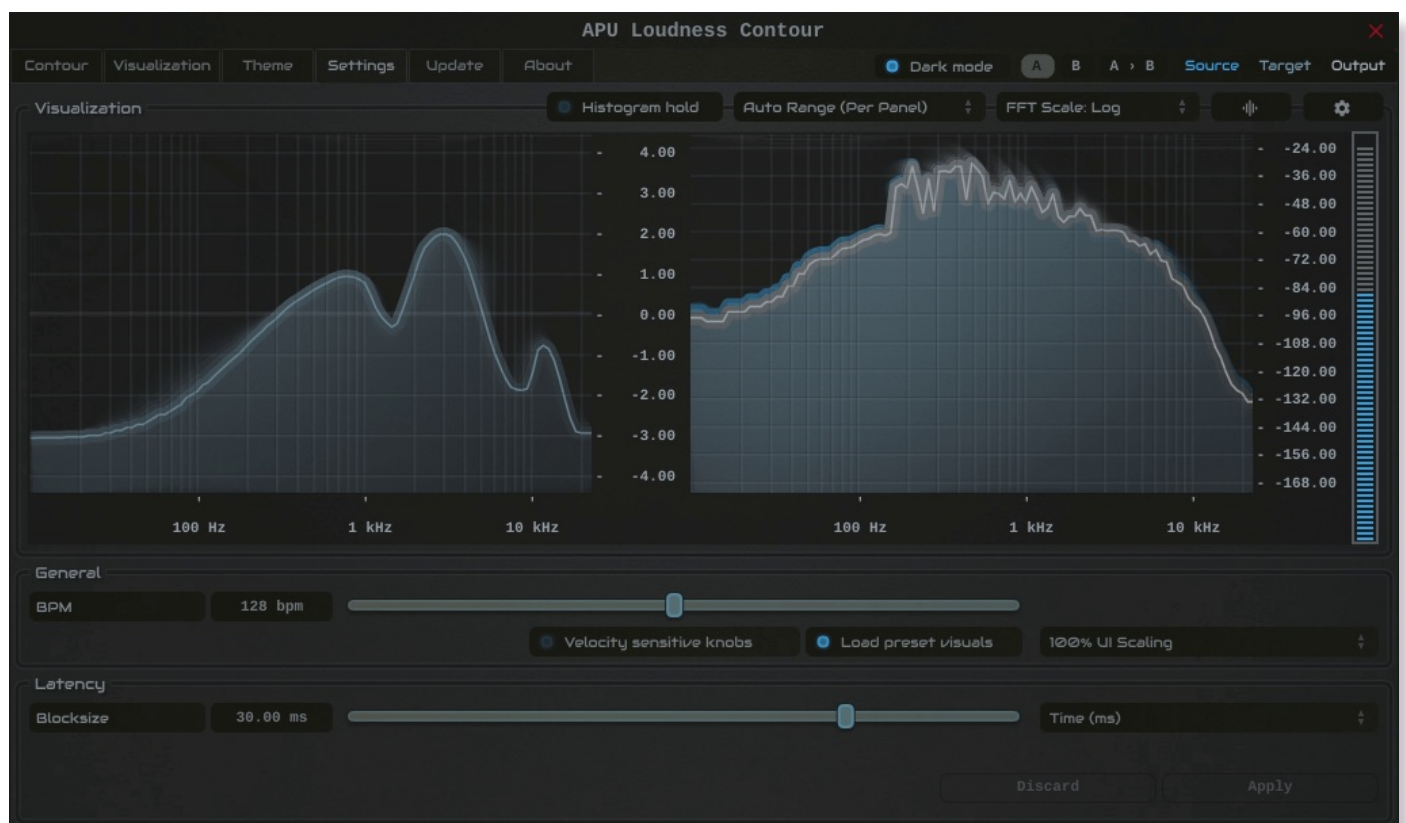 APU Loudness Contour
Contour Visualization Theme Settings Update About Dark mode A B A › B Source Target Output
Visualization Histogram hold Auto Range (Per Panel) FFT Scale: Log
4.00
3.00
2.00
1.00
0.00
-1.00
-2.00
-3.00
-4.00
100 Hz 1 kHz 10 kHz
-24.00
-36.00
-48.00
-60.00
-72.00
-84.00
-96.00
-108.00
-120.00
-132.00
-144.00
-156.00
-168.00
100 Hz 1 kHz 10 kHz
General
BPM 128 bpm
Velocity sensitive knobs Load preset visuals 100% UI Scaling
Latency
Blocksize 30.00 ms Time (ms)
Discard Apply